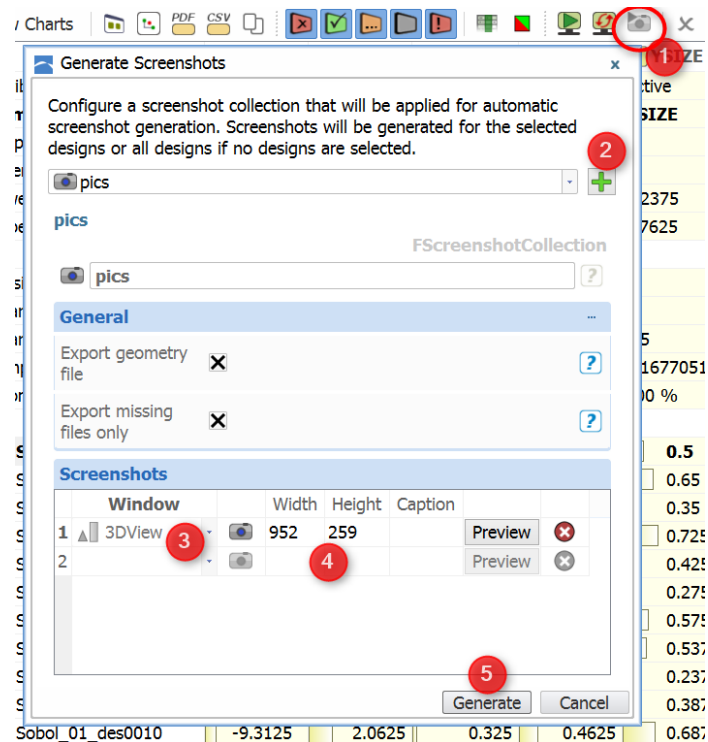 Charts
PDF
CSV
1
YSIZE
Generate Screenshots
x
Configure a screenshot collection that will be applied for automatic
screenshot generation. Screenshots will be generated for the selected
designs or all designs if no designs are selected.
2
pics
pics
FScreenshotCollection
pics
?
General
...
Export geometry
file
?
Export missing
files only
?
Screenshots
Window Width Height Caption
1 3DView 952 259 Preview
3
2 Preview
4
5
Generate Cancel
ctive
SIZE
2375
7625
5
1677051
00 %
0.5
0.65
0.35
0.725
0.425
0.275
0.575
0.537
0.237
0.387
Sobol_01_des0010 -9.3125 2.0625 0.325 0.4625 0.687